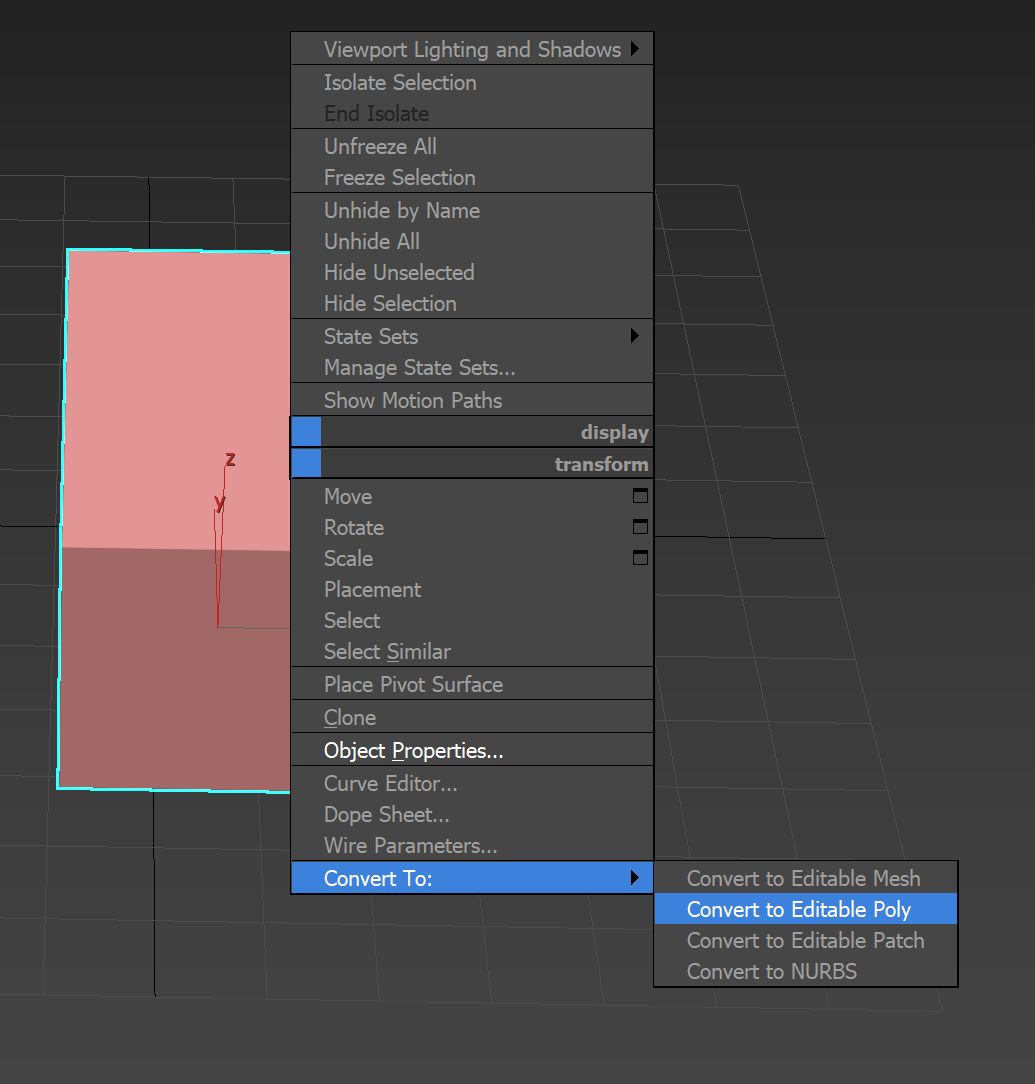 Viewport Lighting and Shadows
Isolate Selection
End Isolate
Unfreeze All
Freeze Selection
Unhide by Name
Unhide All
Hide Unselected
Hide Selection
State Sets
Manage State Sets...
Show Motion Paths
display
transform
z
y
Move
Rotate
Scale
Placement
Select
Select Similar
Place Pivot Surface
Clone
Object Properties...
Curve Editor...
Dope Sheet...
Wire Parameters...
Convert To:
Convert to Editable Mesh
Convert to Editable Poly
Convert to Editable Patch
Convert to NURBS